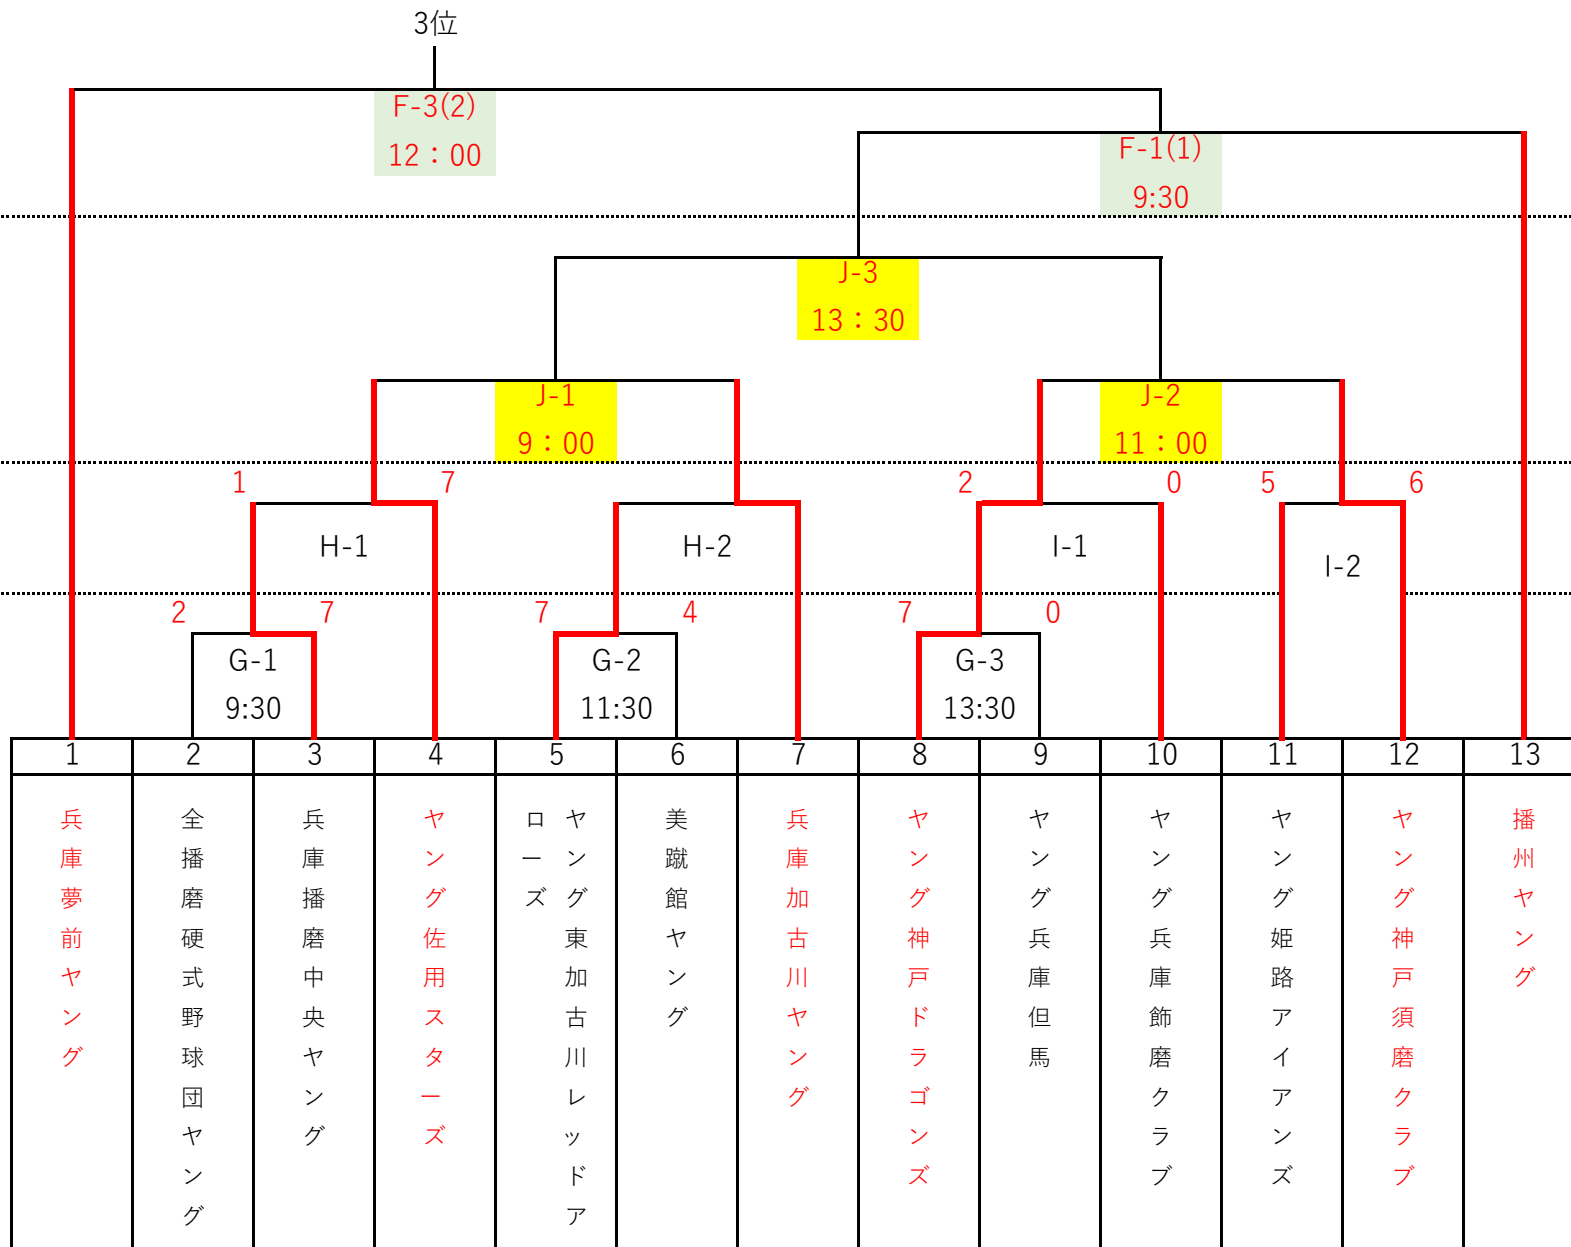 3位
F-3(2)
12：00
F-1(1)
9:30
J-3
13：30
J-1
9：00
J-2
11：00
1
7
2
0
5
6
H-1
H-2
I-1
I-2
2
7
7
4
7
0
G-1
9:30
G-2
11:30
G-3
13:30
1
2
3
4
5
6
7
8
9
10
11
12
13
兵庫夢前ヤング
全播磨硬式野球団ヤング
兵庫播磨中央ヤング
ヤング佐用スターズ
ヤング東加古川レッドア
ローズ
美蹴館ヤング
兵庫加古川ヤング
ヤング神戸ドラゴンズ
ヤング兵庫但馬
ヤング兵庫飾磨クラブ
ヤング姫路アイアンズ
ヤング神戸須磨クラブ
播州ヤング